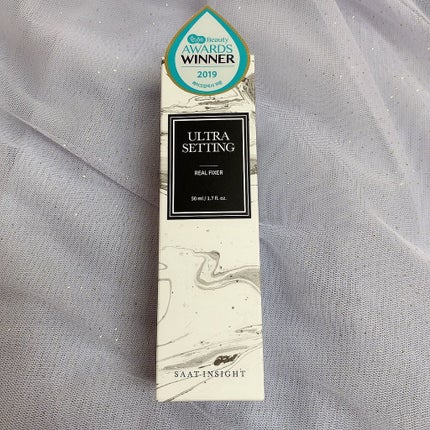 Beauty
AWARDS
WINNER
2019
ULTRA
SETTING
REAL FIXER
50 ml / 1.7 fl. oz.
SAAT INSIGHT